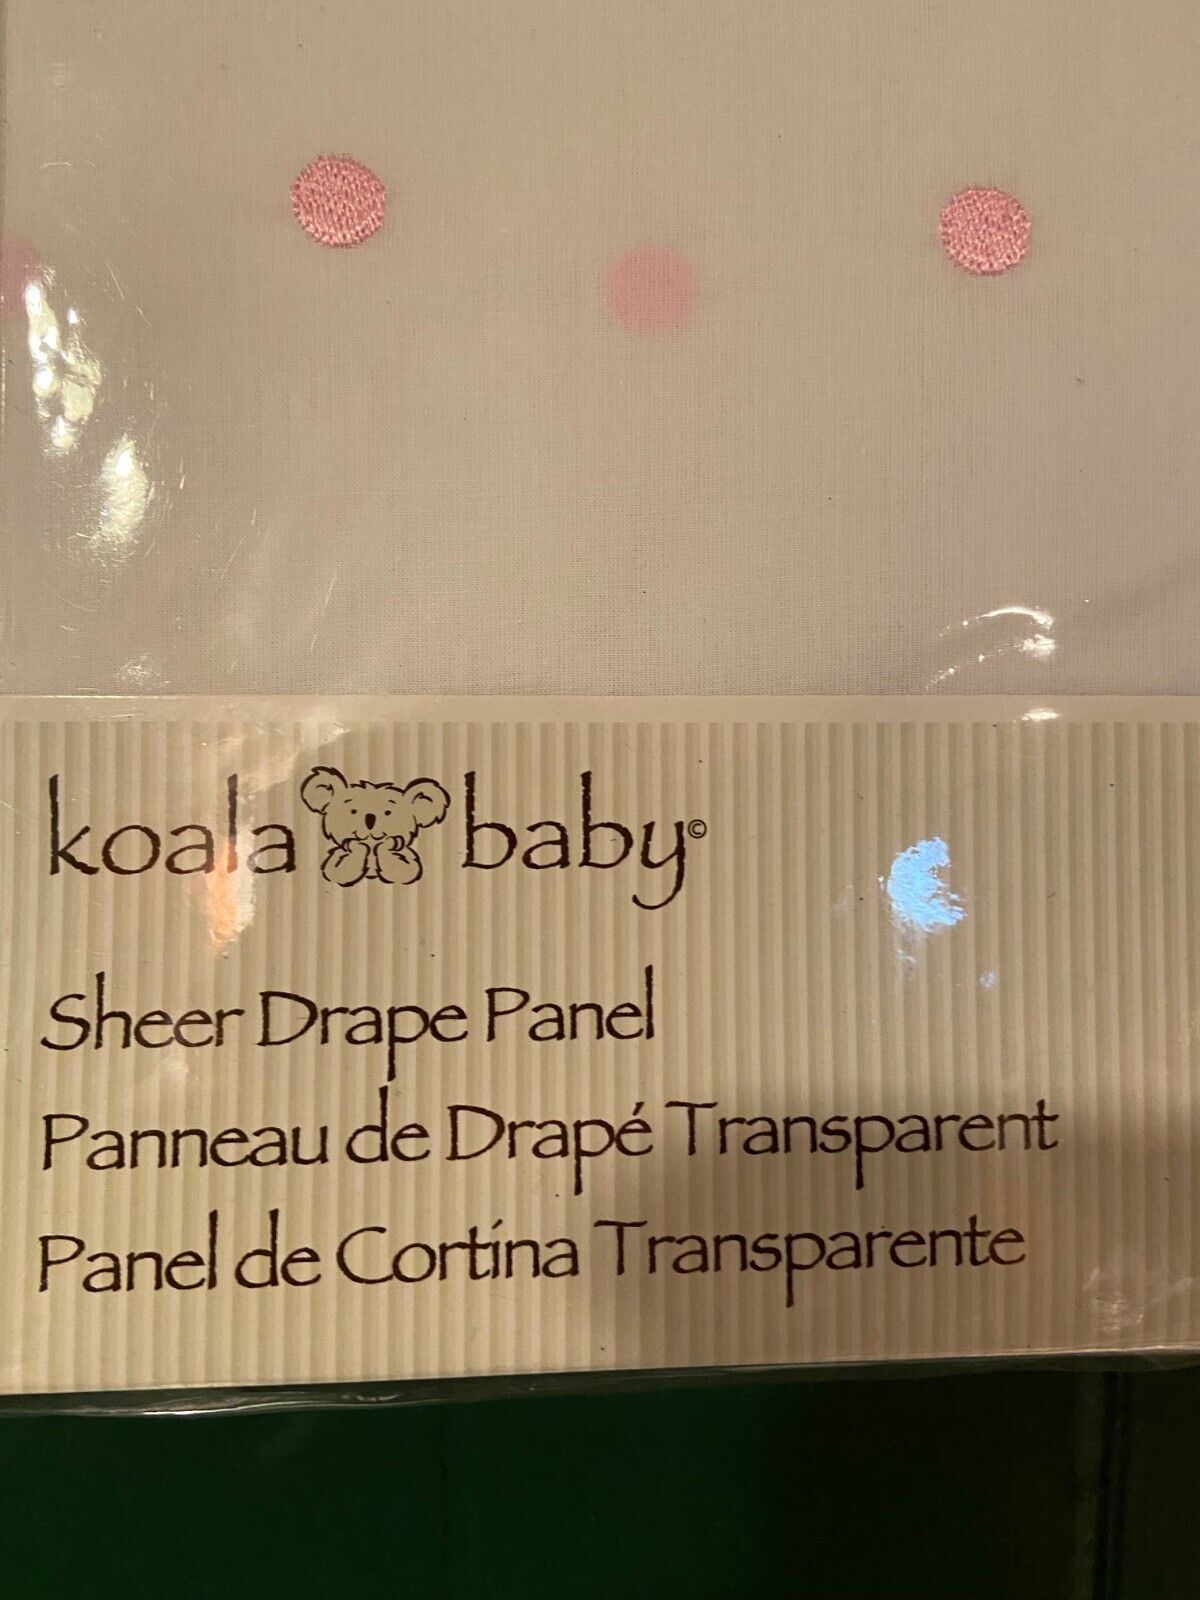 koala baby©
Sheer Drape Panel
Panneau de Drapé Transparent
Panel de Cortina Transparente